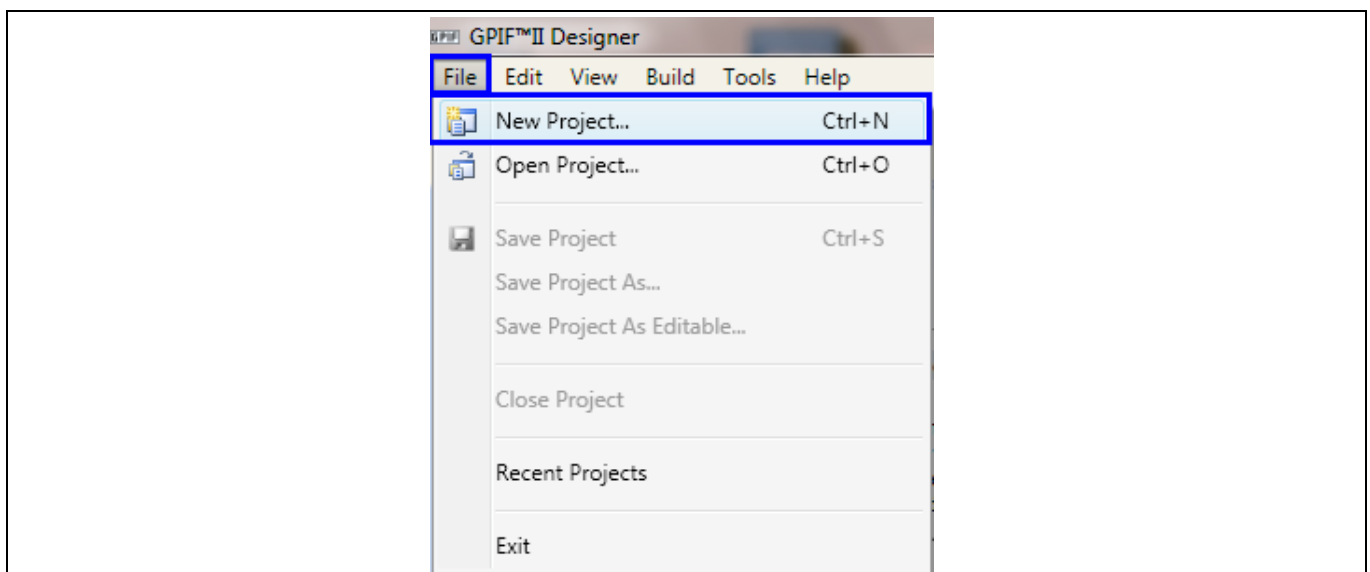 GPIF GPIF™II Designer
File Edit View Build Tools Help
New Project... Ctrl+N
Open Project... Ctrl+O
Save Project Ctrl+S
Save Project As...
Save Project As Editable...
Close Project
Recent Projects
Exit